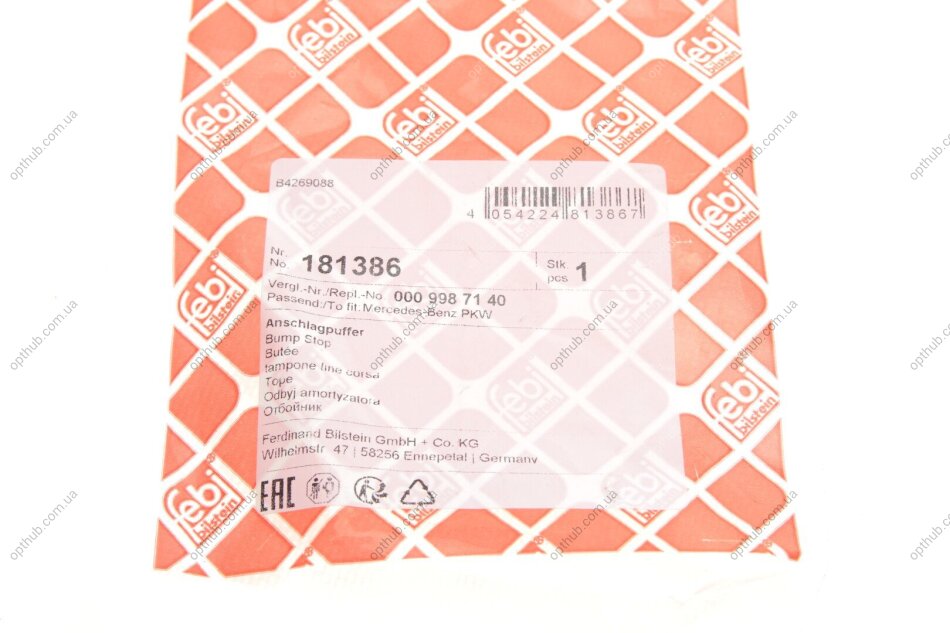 febi
bilstein
B4269088
4 054224 813867
Nr.
No. 181386
Stk.
pcs. 1
Vergl.-Nr./Repl.-No. 000 998 71 40
Passend:/To fit: Mercedes-Benz PKW
Anschlagpuffer
Bump Stop
Butée
tampone fine corsa
Tope
Odbyj amortyzatora
Отбойник
Ferdinand Bilstein GmbH + Co. KG
Wilhelmstr. 47 | 58256 Ennepetal | Germany
EAC
opthub.com.ua